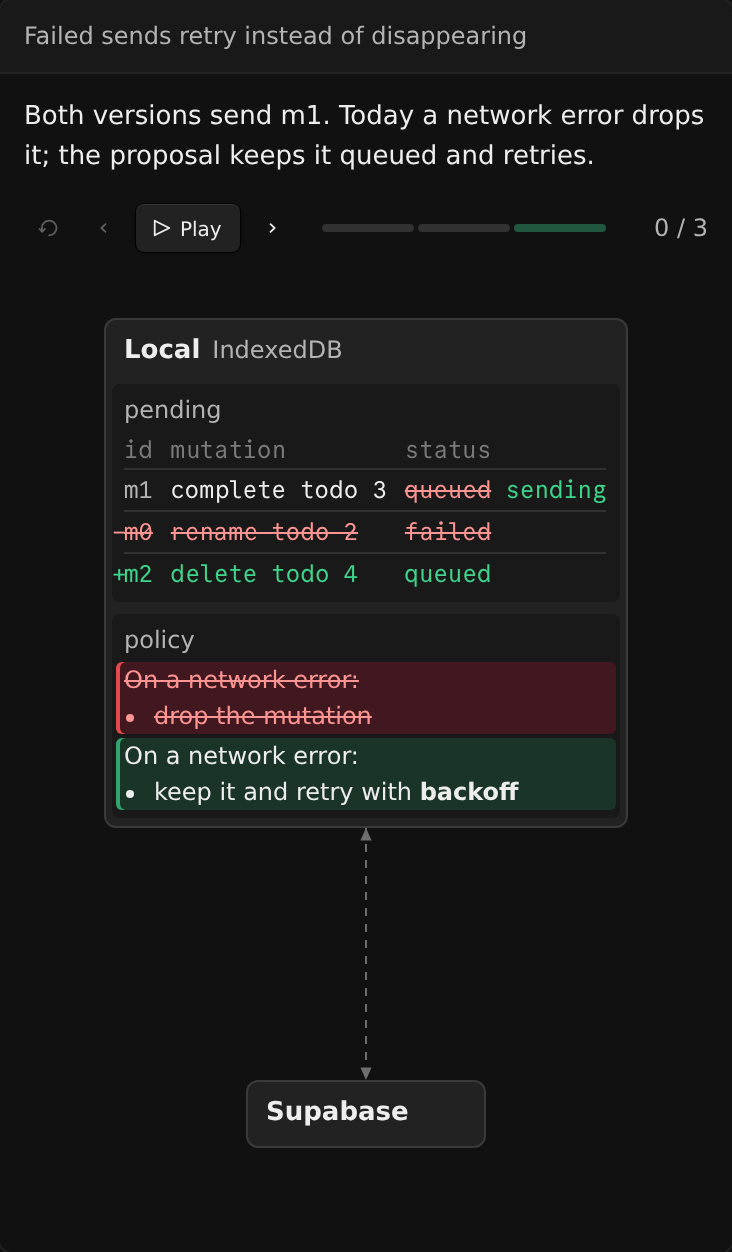 Failed sends retry instead of disappearing
Both versions send m1. Today a network error drops
it; the proposal keeps it queued and retries.
Play
0 / 3
Local IndexedDB
pending
id mutation status
m1 complete todo 3 queued sending
−m0 rename todo 2 failed
+m2 delete todo 4 queued
policy
On a network error:
• drop the mutation
On a network error:
• keep it and retry with backoff
Supabase